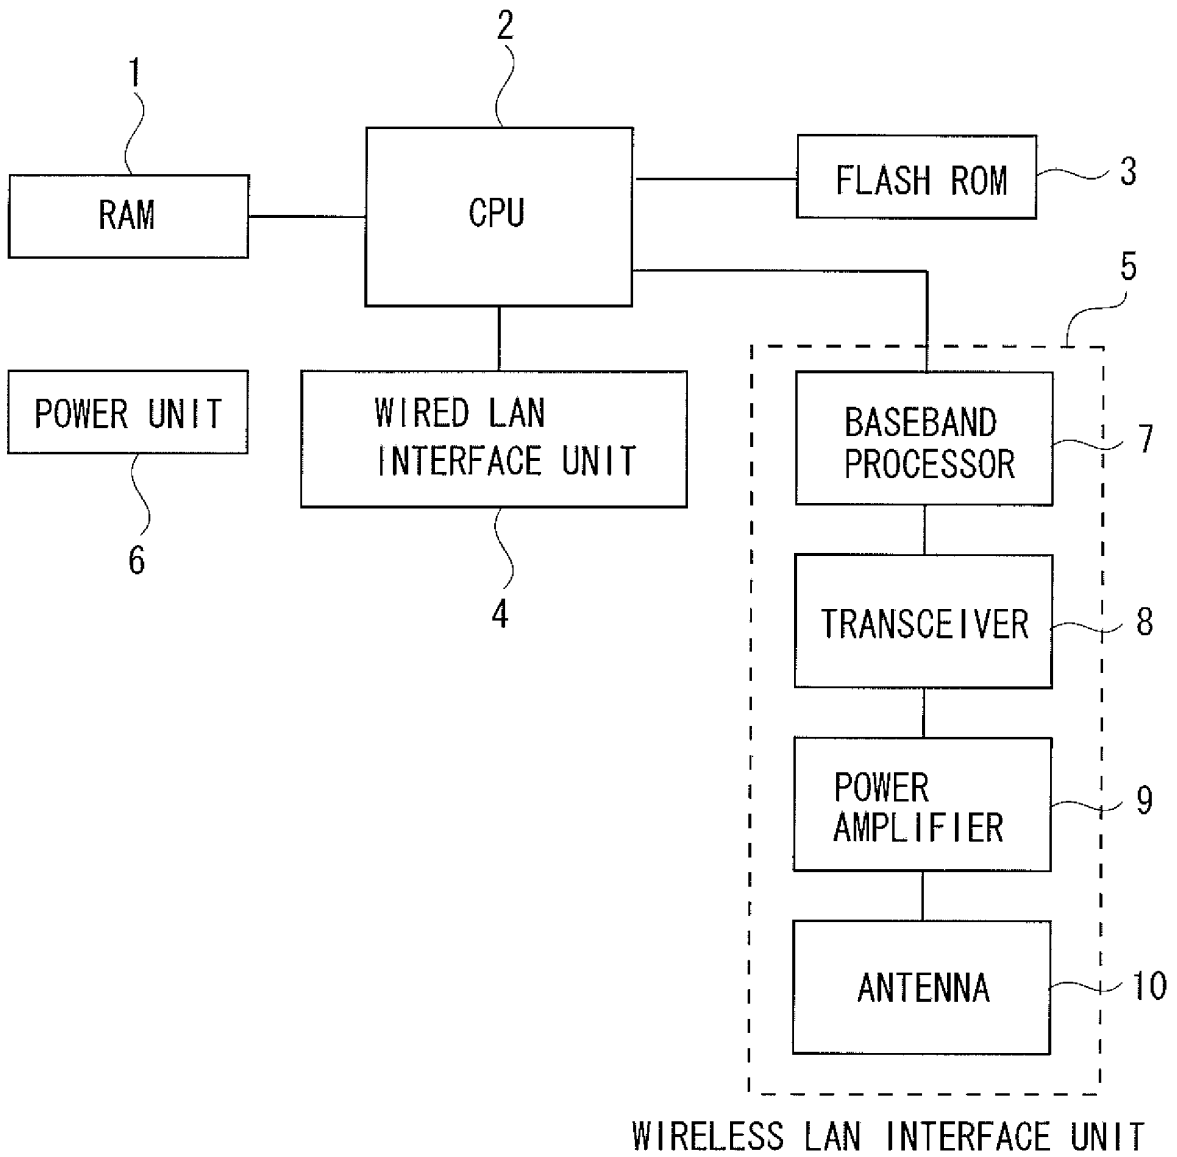 2
1
RAM
CPU
FLASH ROM
3
5
POWER UNIT
6
WIRED LAN
INTERFACE UNIT
4
BASEBAND
PROCESSOR
7
TRANSCEIVER
8
POWER
AMPLIFIER
9
ANTENNA
10
WIRELESS LAN INTERFACE UNIT